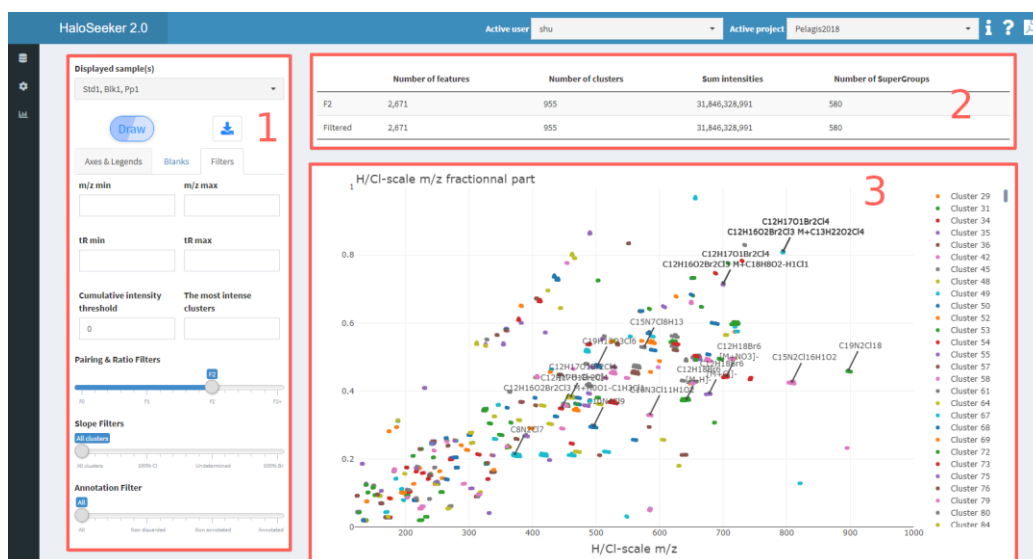 HaloSeeker 2.0
Active user shu Active project Pelagis2018
Displayed sample(s)
Std1, Blk1, Pp1
Draw
1
Axes & Legends Blanks Filters
m/z min m/z max
tR min tR max
Cumulative intensity threshold The most intense clusters
0
Pairing & Ratio Filters
F2
F0 F1 F2 F2+
Slope Filters
All clusters
All clusters 100% Cl Undetermined 100% Br
Annotation Filter
All
All Non discarded Non annotated Annotated
Number of features Number of clusters Sum intensities Number of SuperGroups
F2 2,671 955 31,846,328,991 580
Filtered 2,671 955 31,846,328,991 580
2
H/Cl-scale m/z fractionnal part
3
1
0.8
0.6
0.4
0.2
0
200 300 400 500 600 700 800 900 1000
H/Cl-scale m/z
C12H17O1Br2Cl4
C12H16O2Br2Cl3 M+C13H22O2Cl4
C12H17O1Br2Cl4
C12H16O2Br2Cl3 M+C18H8O2-H1Cl1
C15N7Cl8H13
C12H18Br6
[M+NO3]-
C12H18Br6
[M-H]-
C19N2Cl18
C15N2Cl16H1O2
C8N2Cl7
Cluster 29
Cluster 31
Cluster 34
Cluster 35
Cluster 36
Cluster 42
Cluster 45
Cluster 48
Cluster 49
Cluster 50
Cluster 52
Cluster 53
Cluster 54
Cluster 55
Cluster 57
Cluster 58
Cluster 61
Cluster 64
Cluster 67
Cluster 68
Cluster 69
Cluster 72
Cluster 73
Cluster 75
Cluster 76
Cluster 79
Cluster 80
Cluster 84